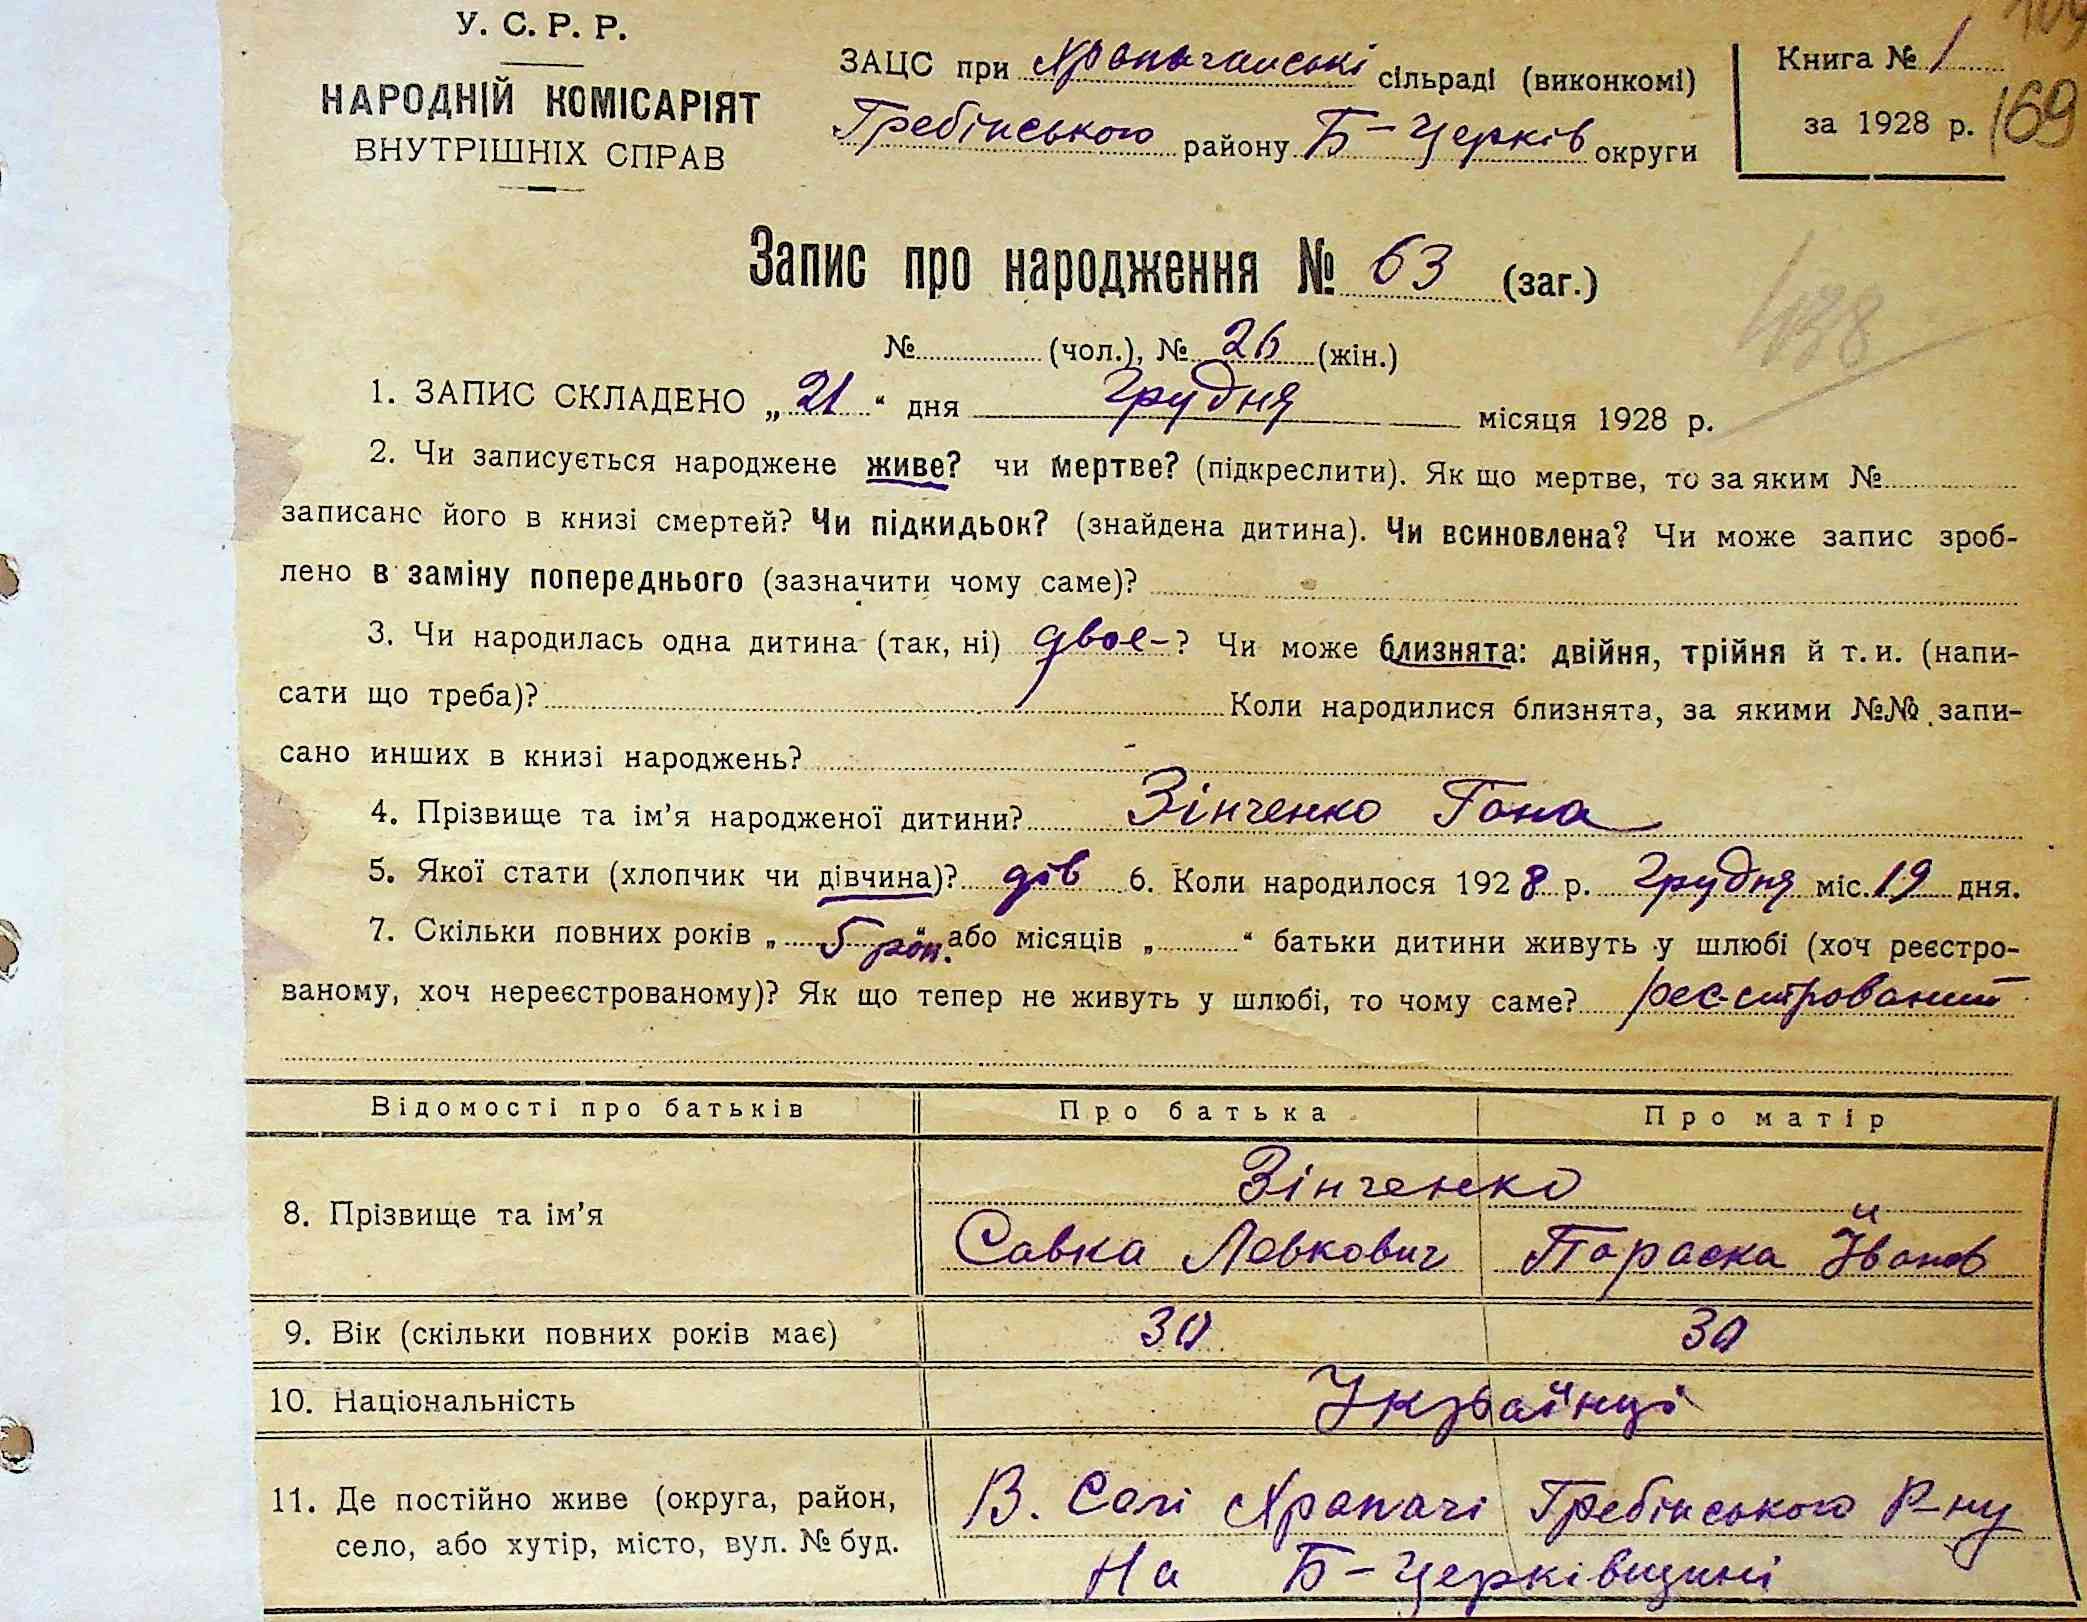 У. С. Р. Р.
НАРОДНІЙ КОМІСАРІЯТ
ВНУТРІШНІХ СПРАВ
ЗАЦС при Храпачанські сільраді (виконкомі)
Гребінського району Б-Церків округи
Книга № 1
за 1928 р.
169
Запис про народження № 63 (заг.)
438
№ (чол.), № 26 (жін.)
1. ЗАПИС СКЛАДЕНО „21“ дня грудня місяця 1928 р.
2. Чи записується народжене живе? чи мертве? (підкреслити). Як що мертве, то за яким №
записано його в книзі смертей? Чи підкидьок? (знайдена дитина). Чи всиновлена? Чи може запис зроб-
лено в заміну попереднього (зазначити чому саме)?
3. Чи народилась одна дитина (так, ні) двоє-? Чи може близнята: двійня, трійня й т. и. (напи-
сати що треба)? Коли народилися близнята, за якими №№ запи-
сано инших в книзі народжень?
4. Прізвище та ім'я народженої дитини? Зінченко Гана
5. Якої стати (хлопчик чи дівчина)? дів 6. Коли народилося 1928 р. Грудня міс. 19 дня.
7. Скільки повних років „5 рок.“ або місяців „ “ батьки дитини живуть у шлюбі (хоч реєстро-
ваному, хоч нереєстрованому)? Як що тепер не живуть у шлюбі, то чому саме? реєстрований
Відомості про батьків Про батька Про матір
8. Прізвище та ім'я Зінченко
Савка Левкович Параска Іванов
9. Вік (скільки повних років має) 30 30
10. Національність Українці
11. Де постійно живе (округа, район,
село, або хутір, місто, вул. № буд.
В. Селі Храпачі Гребінського Р-ну
На Б-Церківщині